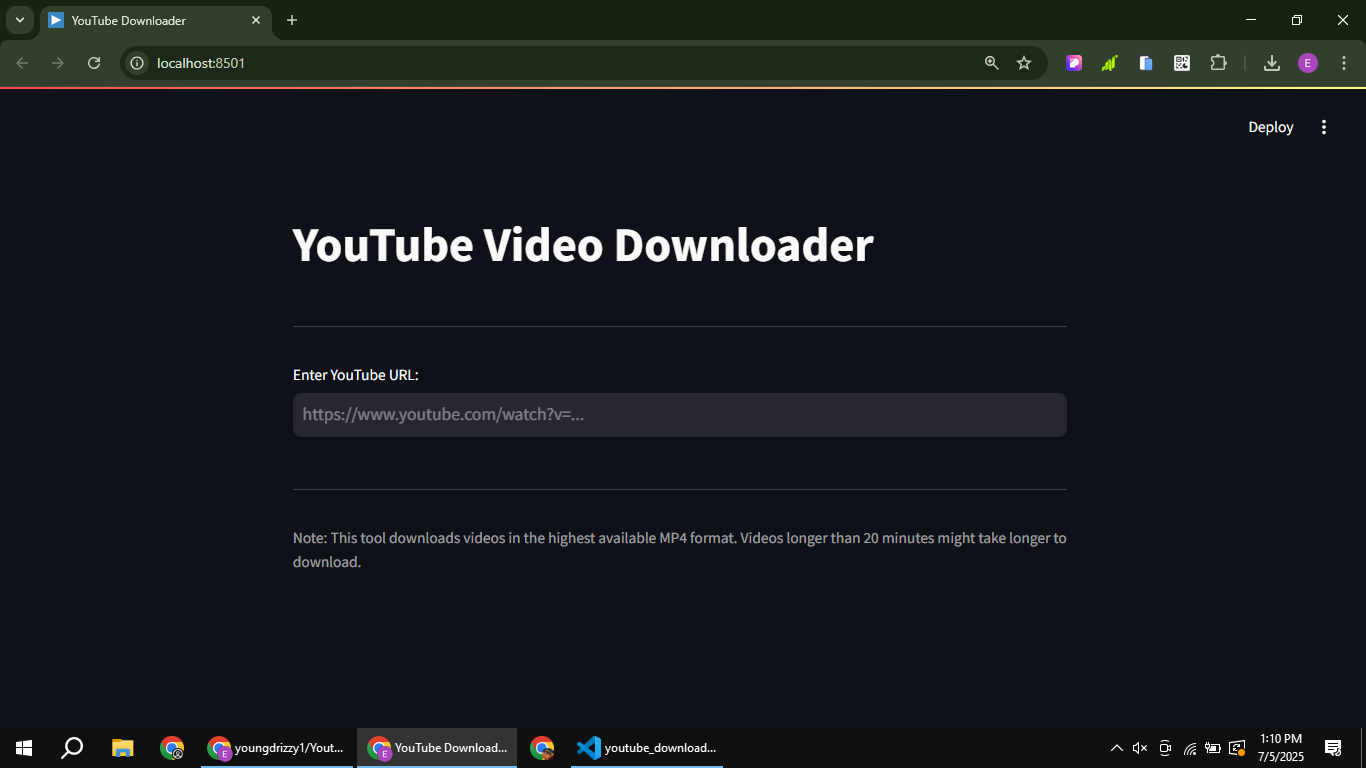 YouTube Downloader
localhost:8501
E
Deploy
YouTube Video Downloader
Enter YouTube URL:
https://www.youtube.com/watch?v=...
Note: This tool downloads videos in the highest available MP4 format. Videos longer than 20 minutes might take longer to
download.
E
youngdrizzy1/Yout...
E
YouTube Download...
youtube_download...
1:10 PM
7/5/2025